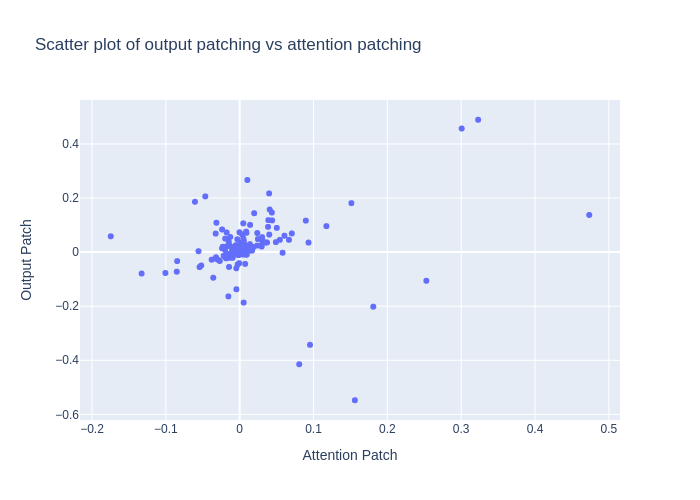 Scatter plot of output patching vs attention patching
Output Patch
0.4
0.2
0
−0.2
−0.4
−0.6
−0.2 −0.1 0 0.1 0.2 0.3 0.4 0.5
Attention Patch